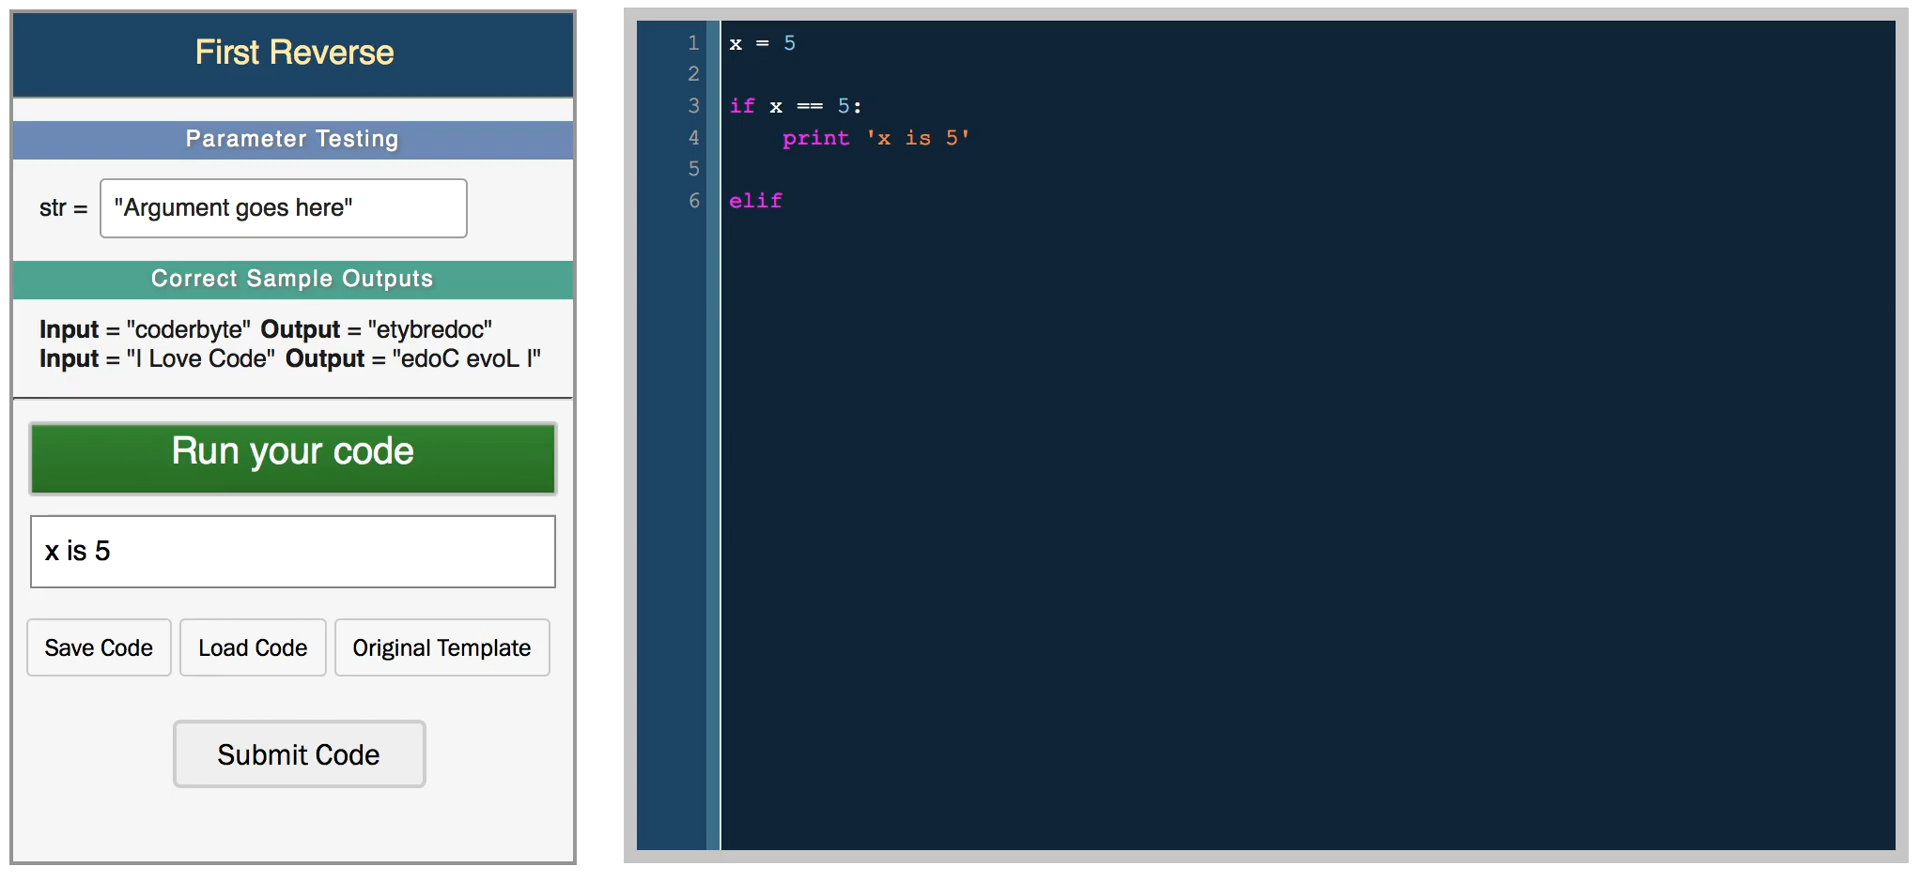 First Reverse
Parameter Testing
str = "Argument goes here"
Correct Sample Outputs
Input = "coderbyte" Output = "etybredoc"
Input = "I Love Code" Output = "edoC evoL I"
Run your code
x is 5
Save Code Load Code Original Template
Submit Code
1 x = 5
2
3 if x == 5:
4     print 'x is 5'
5
6 elif